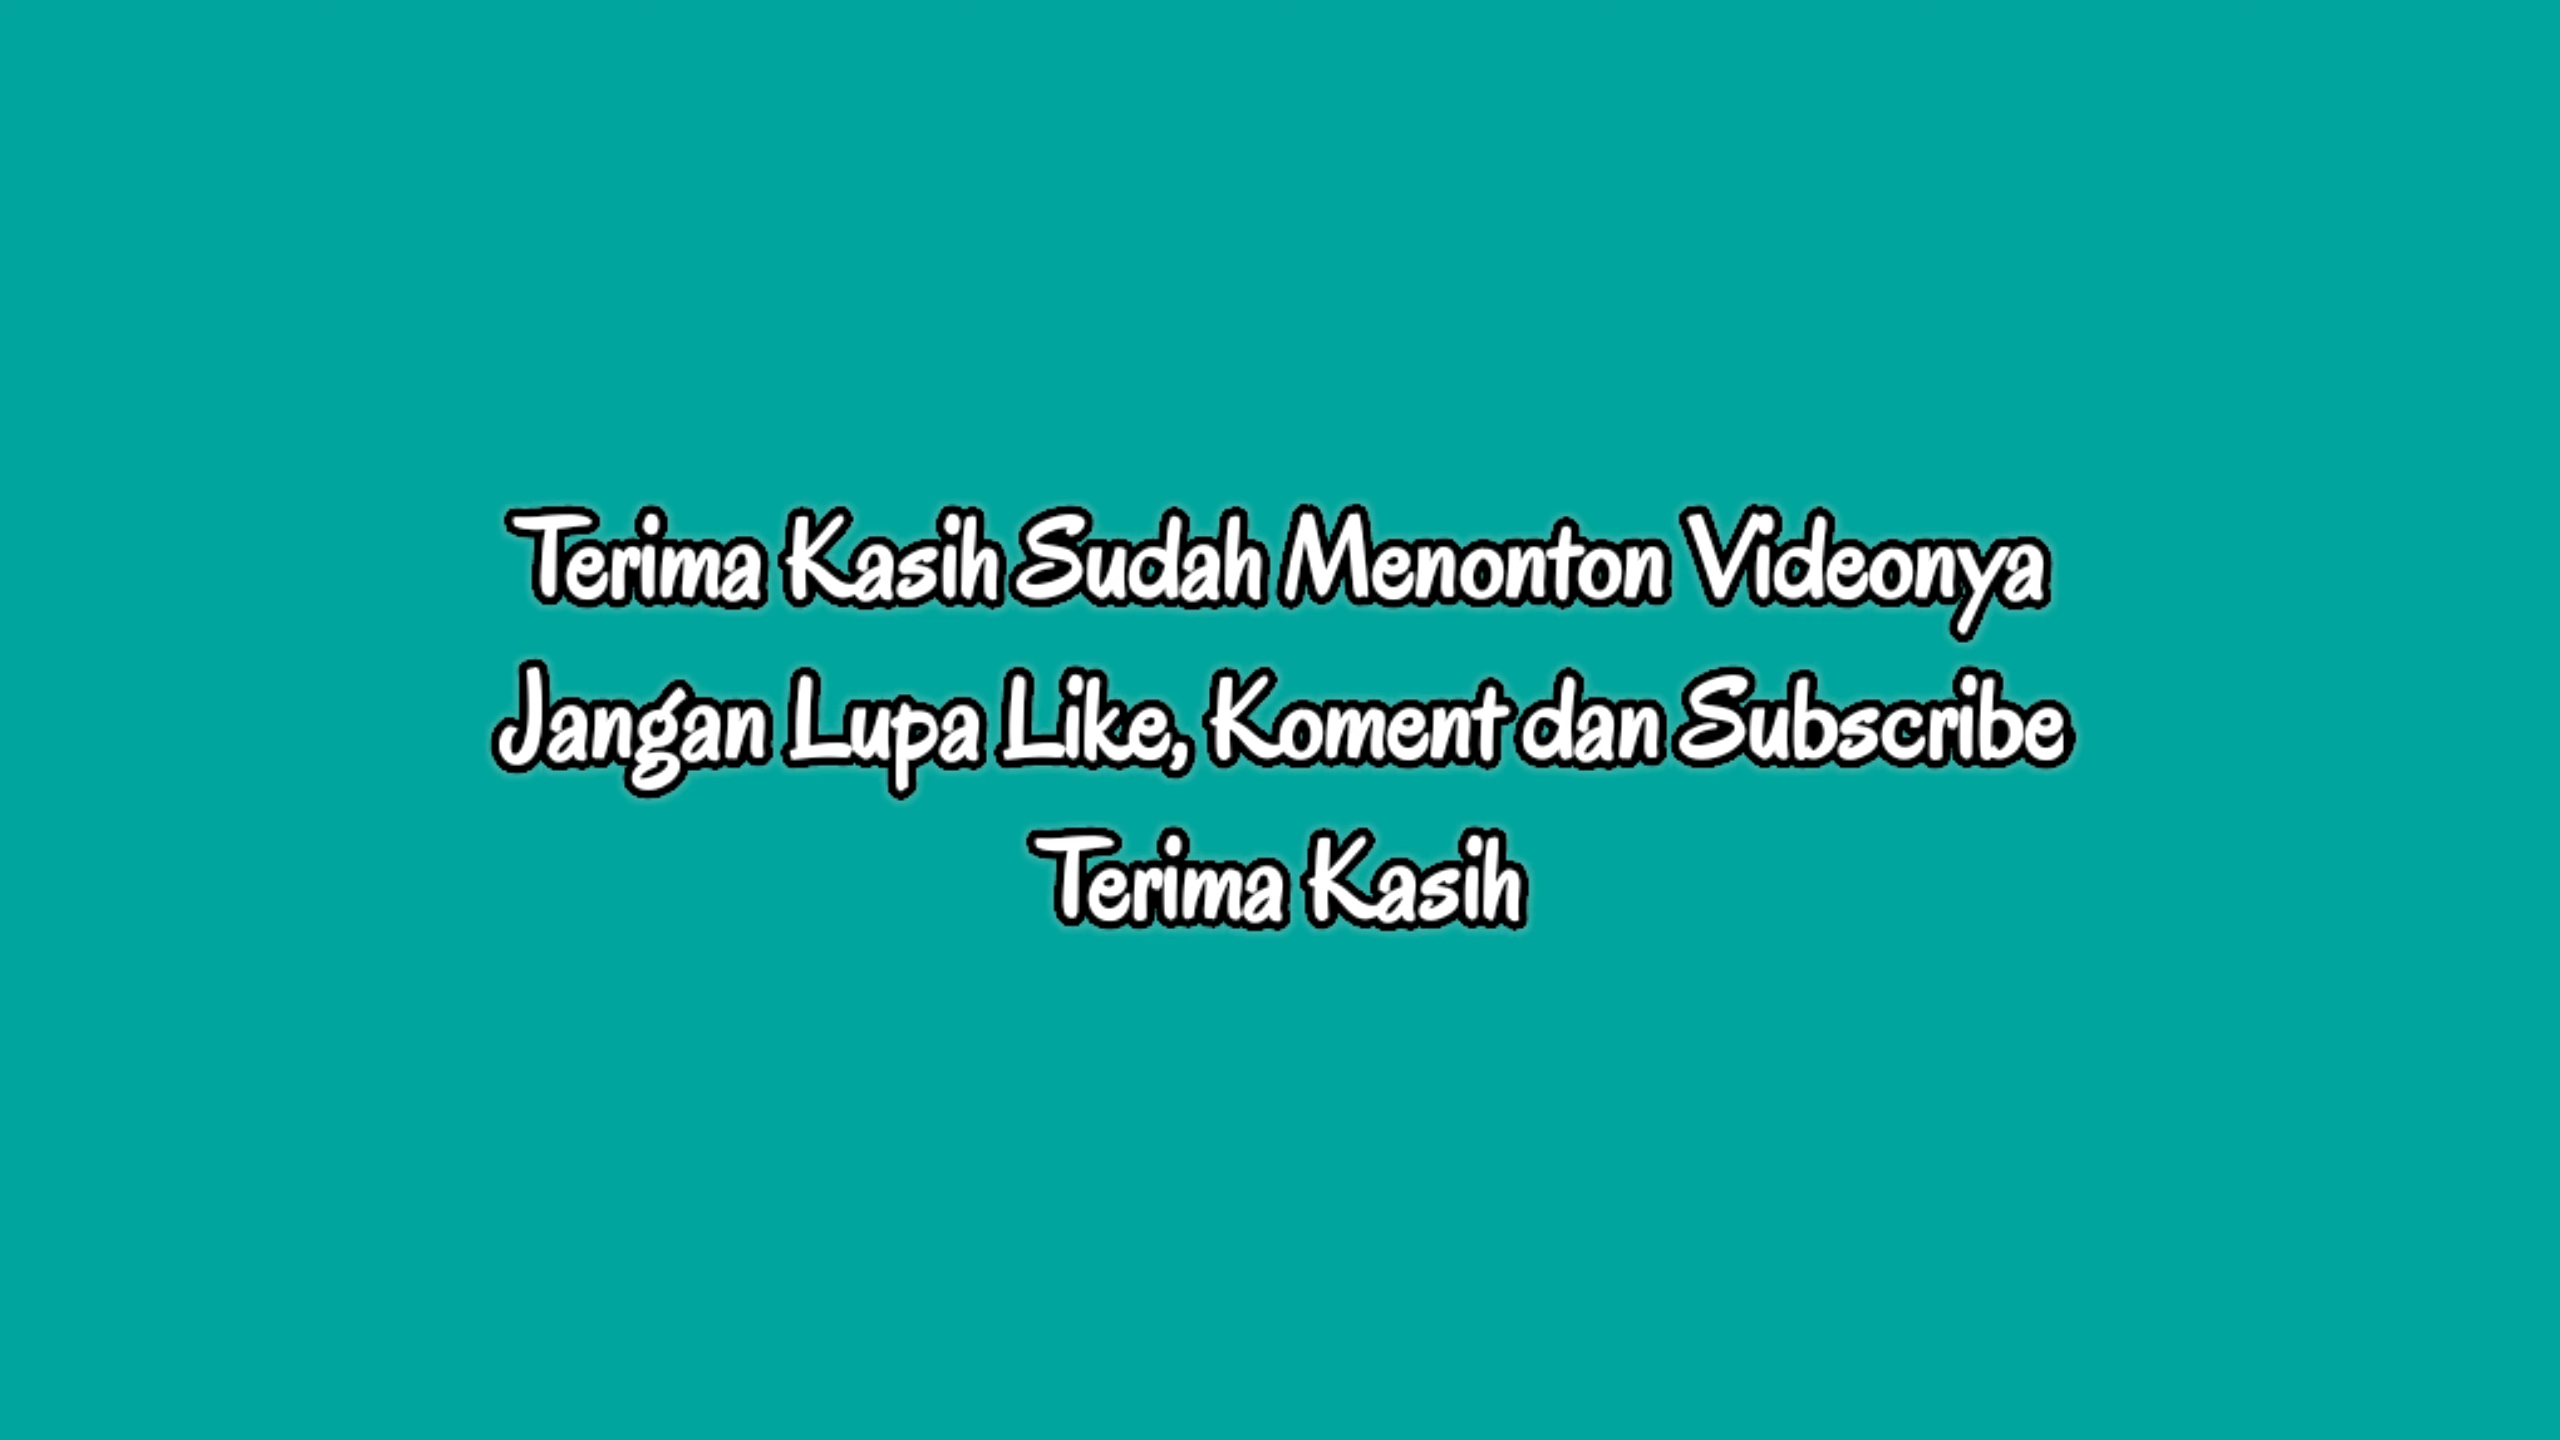 Terima Kasih Sudah Menonton Videonya
Jangan Lupa Like, Koment dan Subscribe
Terima Kasih